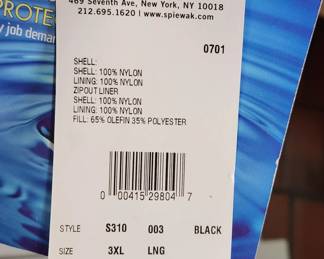 PROTE
y job demar
469 Seventh Ave, New York, NY 10018
212.695.1620 | www.spiewak.com
0701
SHELL:
SHELL: 100% NYLON
LINING: 100% NYLON
ZIPOUT LINER
SHELL: 100% NYLON
LINING: 100% NYLON
FILL: 65% OLEFIN 35% POLYESTER
0 00415 29804 7
STYLE S310 003 BLACK
SIZE 3XL LNG